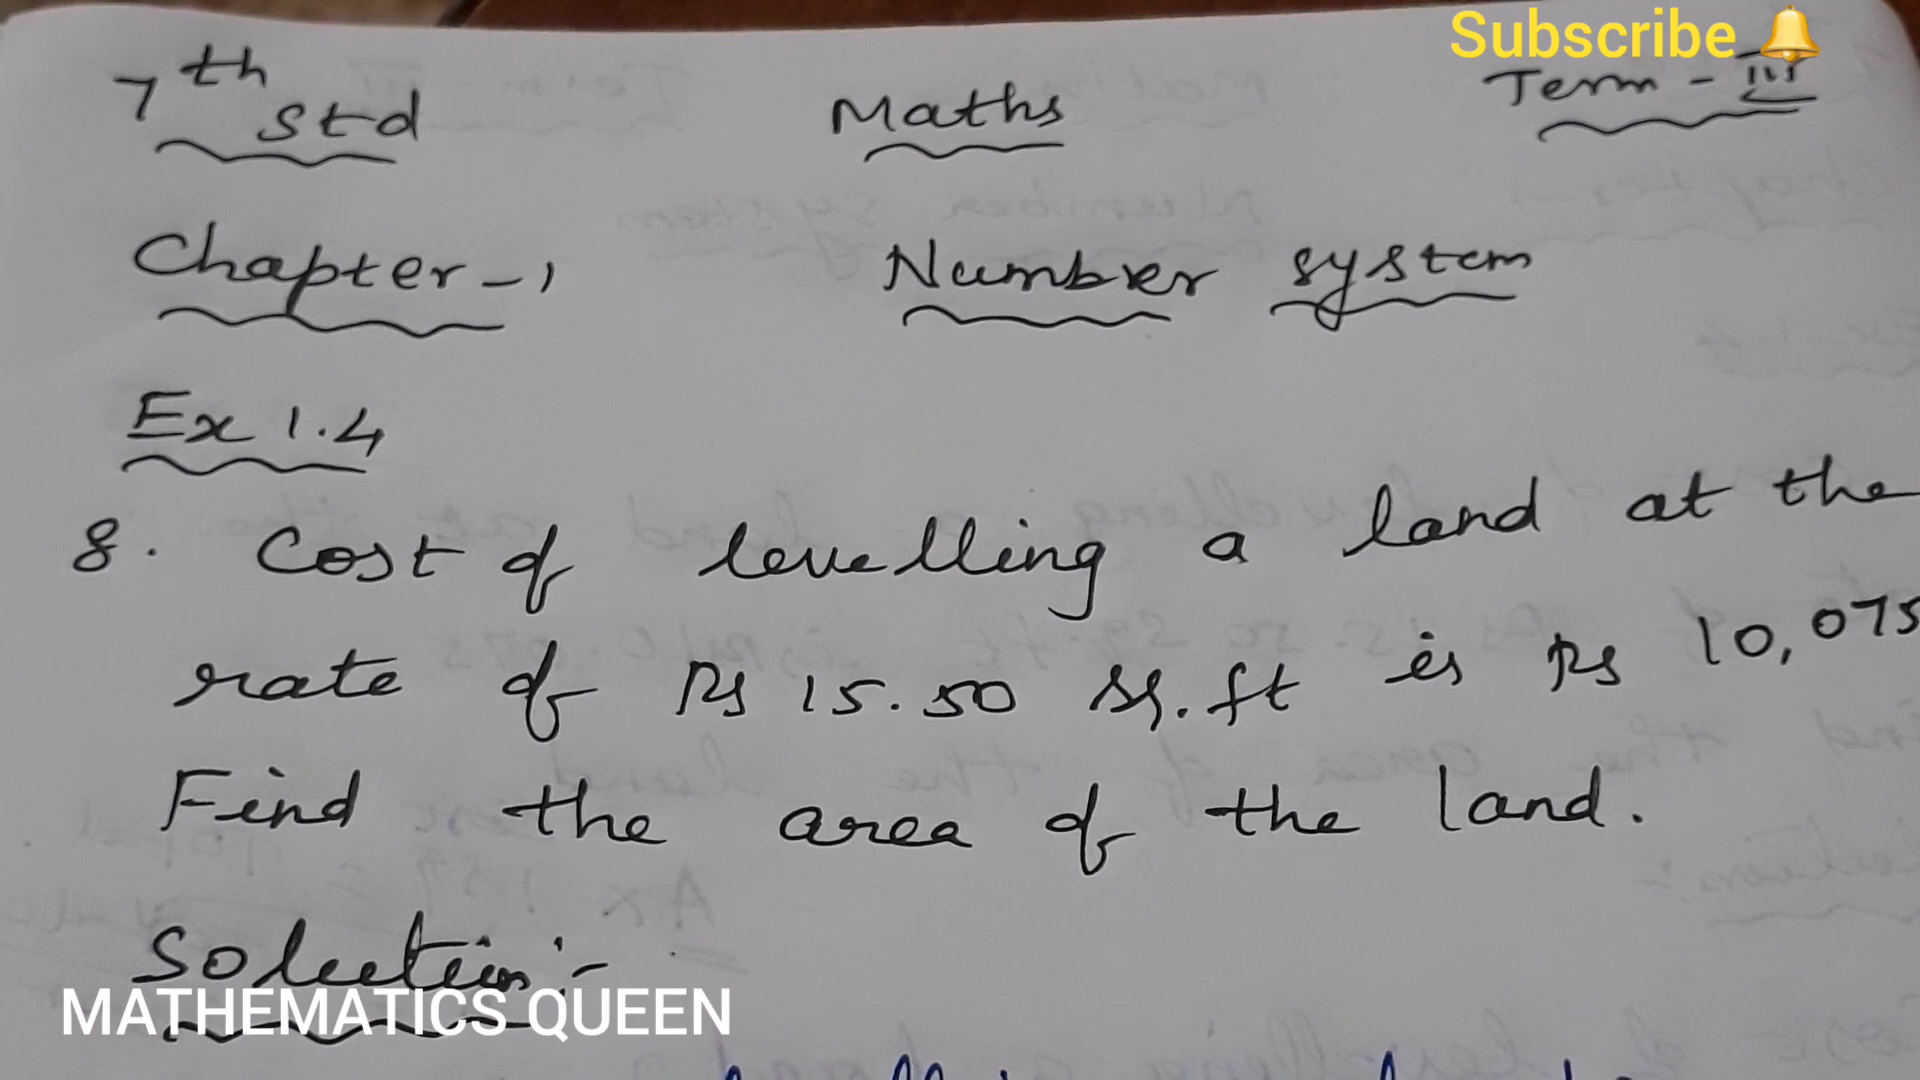 Subscribe 🔔
7th std Maths Term - III
Chapter - 1 Number system
Ex 1.4
8. Cost of levelling a land at the
rate of Rs 15.50 sq.ft is Rs 10,075
Find the area of the land.
Solution:-
MATHEMATICS QUEEN